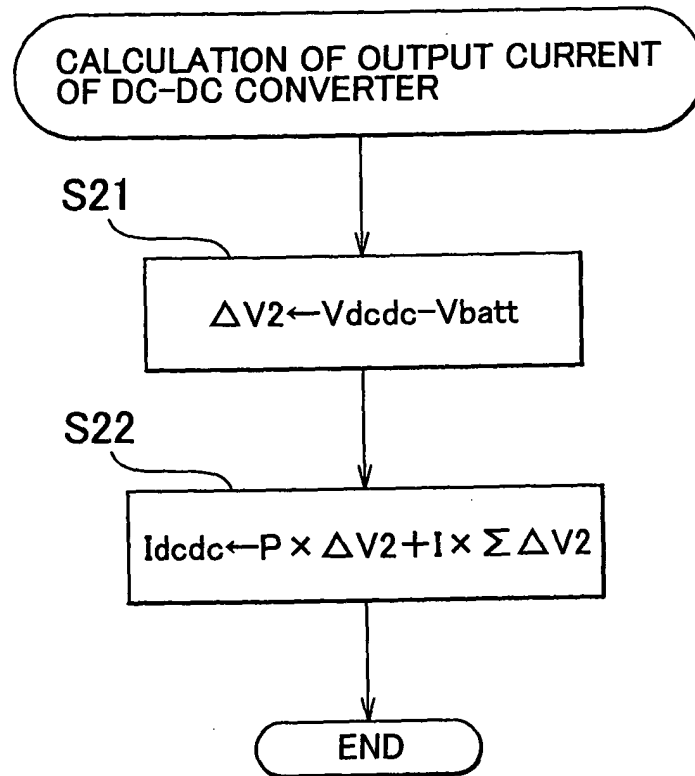 CALCULATION OF OUTPUT CURRENT
OF DC-DC CONVERTER
S21
△V2←Vdcdc-Vbatt
S22
Idcdc←P×△V2+I×Σ△V2
END